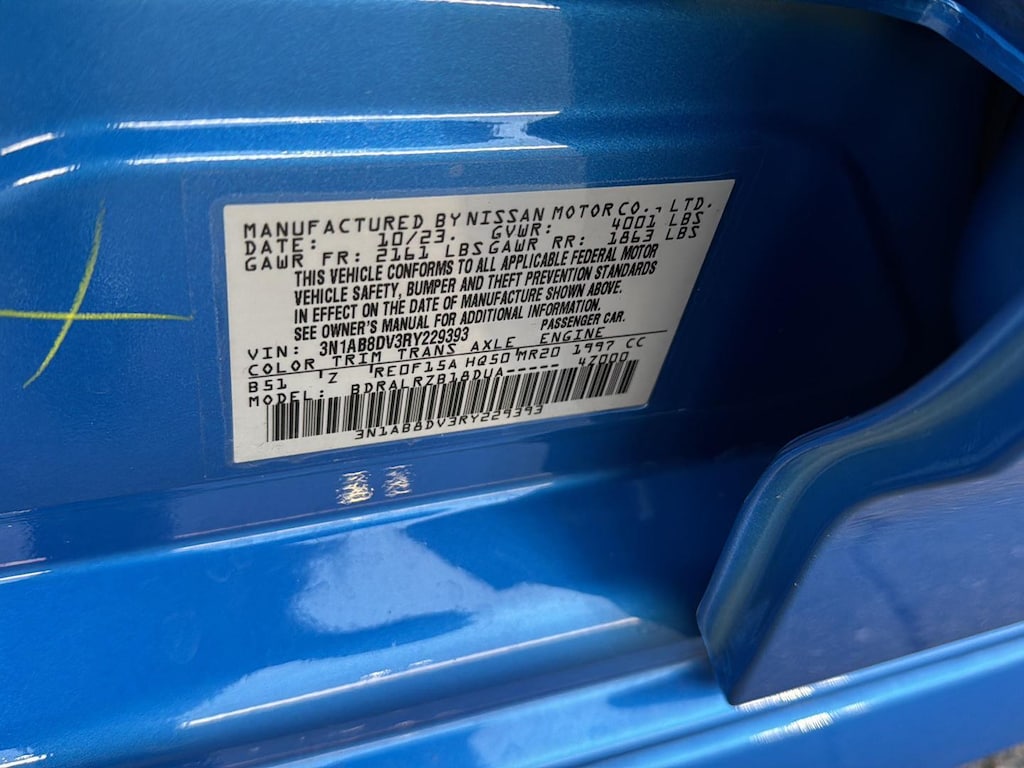 MANUFACTURED BY NISSAN MOTOR CO., LTD.
DATE: 10/23. GVWR: 4001 LBS
GAWR FR: 2161 LBS GAWR RR: 1863 LBS
THIS VEHICLE CONFORMS TO ALL APPLICABLE FEDERAL MOTOR
VEHICLE SAFETY, BUMPER AND THEFT PREVENTION STANDARDS
IN EFFECT ON THE DATE OF MANUFACTURE SHOWN ABOVE.
SEE OWNER'S MANUAL FOR ADDITIONAL INFORMATION.
VIN: 3N1AB8DV3RY229393 PASSENGER CAR.
COLOR TRIM TRANS AXLE ENGINE
B51 'Z 'RE0F15A HQ50'MR20 1997 CC
MODEL: BDRALRZB18DUA----- 47000
3N1AB8DV3RY229393